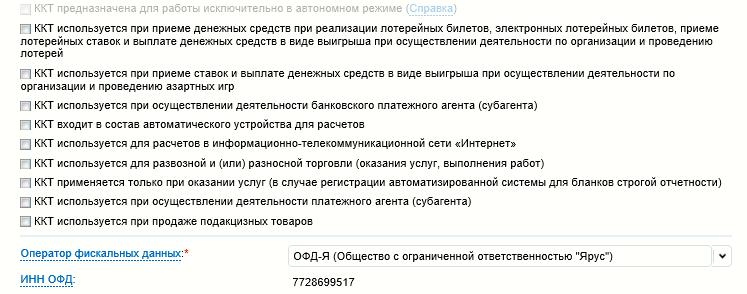 ККТ предназначена для работы исключительно в автономном режиме (Справка)
ККТ используется при приеме денежных средств при реализации лотерейных билетов, электронных лотерейных билетов, приеме
лотерейных ставок и выплате денежных средств в виде выигрыша при осуществлении деятельности по организации и проведению
лотерей
ККТ используется при приеме ставок и выплате денежных средств в виде выигрыша при осуществлении деятельности по
организации и проведению азартных игр
ККТ используется при осуществлении деятельности банковского платежного агента (субагента)
ККТ входит в состав автоматического устройства для расчетов
ККТ используется для расчетов в информационно-телекоммуникационной сети «Интернет»
ККТ используется для развозной и (или) разносной торговли (оказания услуг, выполнения работ)
ККТ применяется только при оказании услуг (в случае регистрации автоматизированной системы для бланков строгой отчетности)
ККТ используется при осуществлении деятельности платежного агента (субагента)
ККТ используется при продаже подакцизных товаров
Оператор фискальных данных:* ОФД-Я (Общество с ограниченной ответственностью "Ярус")
ИНН ОФД: 7728699517